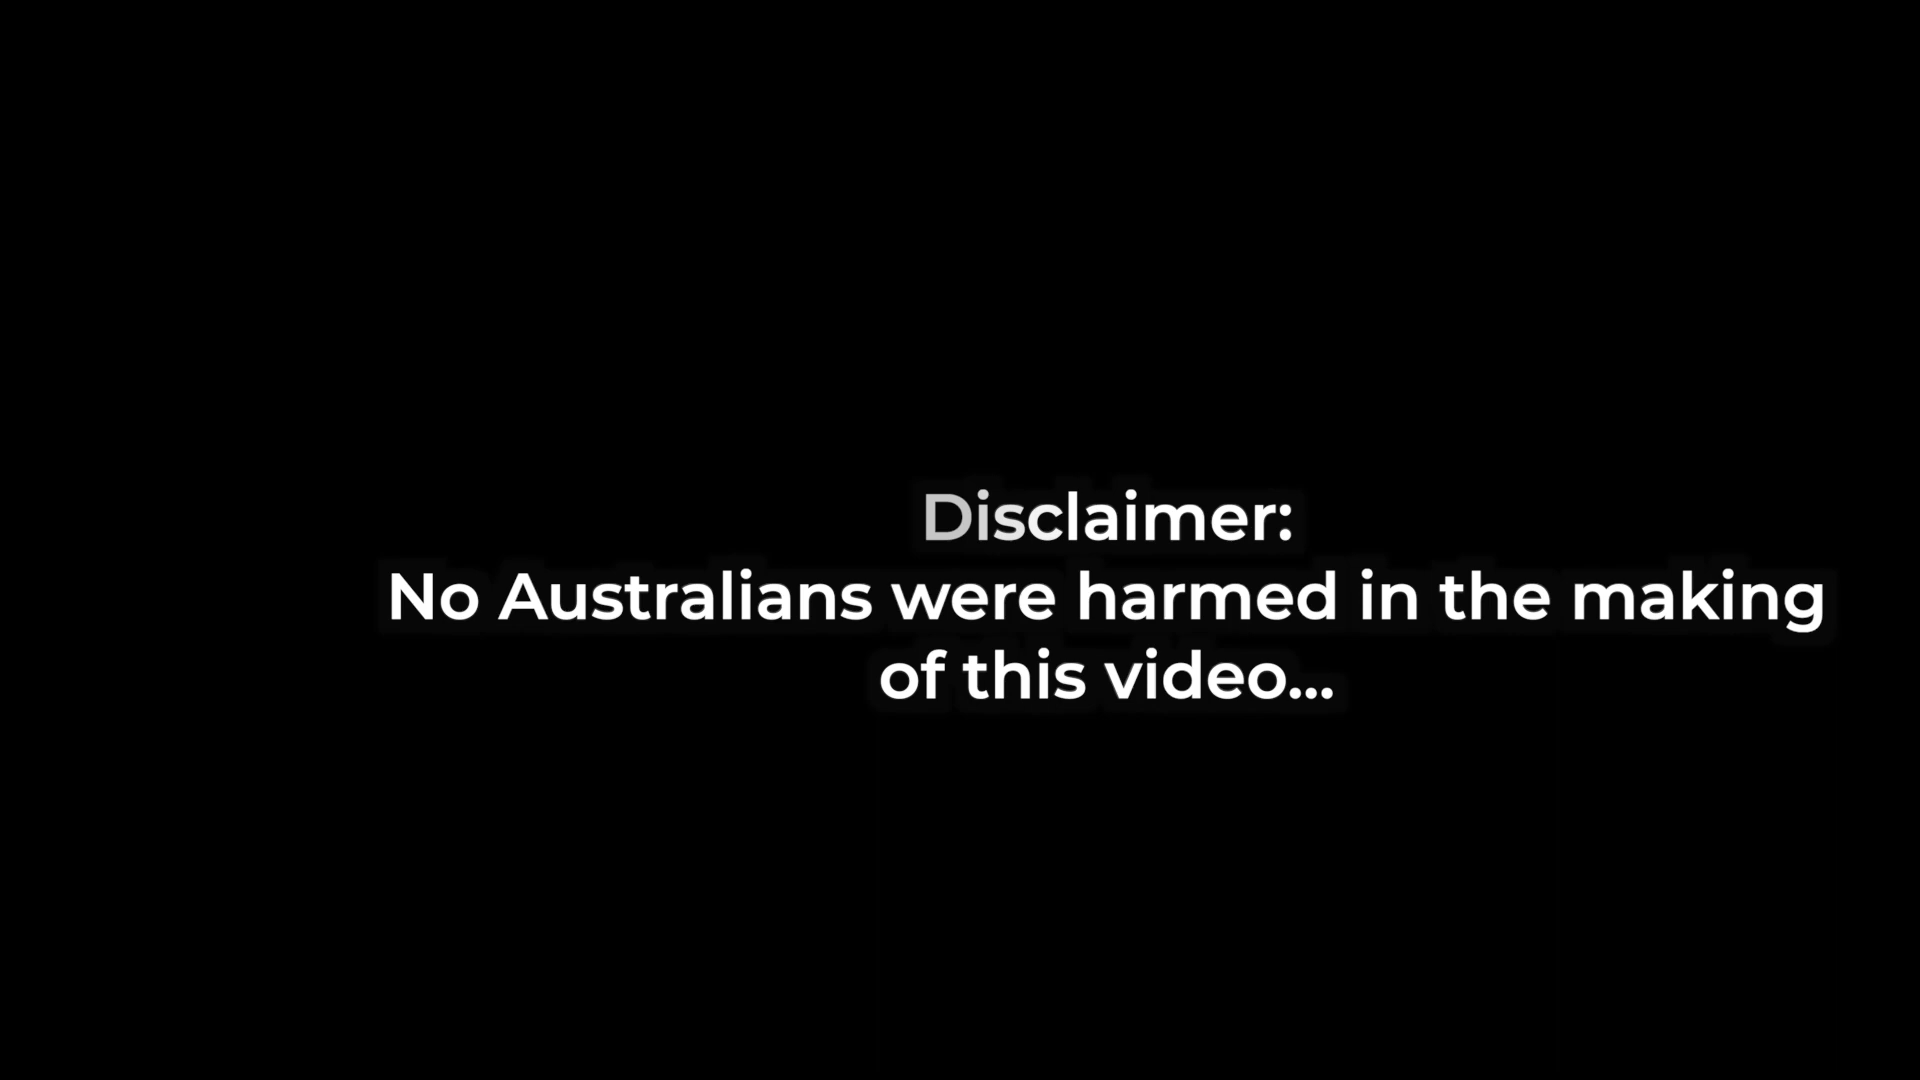 Disclaimer:
No Australians were harmed in the making
of this video...